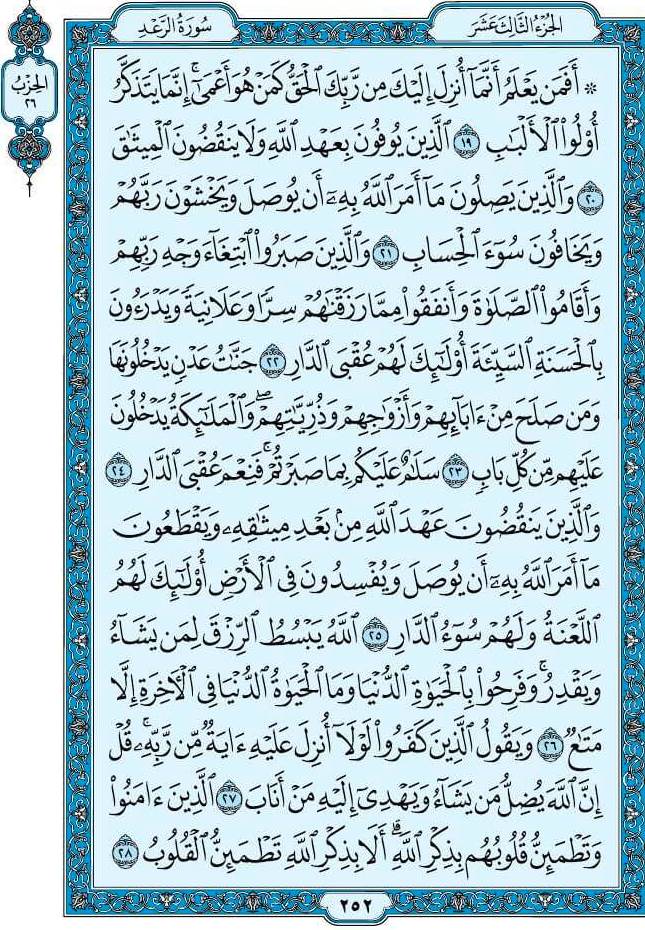 الجزء الثالث عشر
سورة الرعد
الحزب
٢٦
۞ أَفَمَن يَعْلَمُ أَنَّمَآ أُنزِلَ إِلَيْكَ مِن رَّبِّكَ ٱلْحَقُّ كَمَنْ هُوَ أَعْمَىٰٓ ۚ إِنَّمَا يَتَذَكَّرُ
أُو۟لُوا۟ ٱلْأَلْبَٰبِ ١٩ ٱلَّذِينَ يُوفُونَ بِعَهْدِ ٱللَّهِ وَلَا يَنقُضُونَ ٱلْمِيثَٰقَ
٢٠ وَٱلَّذِينَ يَصِلُونَ مَآ أَمَرَ ٱللَّهُ بِهِۦٓ أَن يُوصَلَ وَيَخْشَوْنَ رَبَّهُمْ
وَيَخَافُونَ سُوٓءَ ٱلْحِسَابِ ٢١ وَٱلَّذِينَ صَبَرُوا۟ ٱبْتِغَآءَ وَجْهِ رَبِّهِمْ
وَأَقَامُوا۟ ٱلصَّلَوٰةَ وَأَنفَقُوا۟ مِمَّا رَزَقْنَٰهُمْ سِرًّا وَعَلَانِيَةً وَيَدْرَءُونَ
بِٱلْحَسَنَةِ ٱلسَّيِّئَةَ أُو۟لَٰٓئِكَ لَهُمْ عُقْبَى ٱلدَّارِ ٢٢ جَنَّٰتُ عَدْنٍ يَدْخُلُونَهَا
وَمَن صَلَحَ مِنْ ءَابَآئِهِمْ وَأَزْوَٰجِهِمْ وَذُرِّيَّٰتِهِمْ ۖ وَٱلْمَلَٰٓئِكَةُ يَدْخُلُونَ
عَلَيْهِم مِّن كُلِّ بَابٍ ٢٣ سَلَٰمٌ عَلَيْكُم بِمَا صَبَرْتُمْ ۚ فَنِعْمَ عُقْبَى ٱلدَّارِ ٢٤
وَٱلَّذِينَ يَنقُضُونَ عَهْدَ ٱللَّهِ مِنۢ بَعْدِ مِيثَٰقِهِۦ وَيَقْطَعُونَ
مَآ أَمَرَ ٱللَّهُ بِهِۦٓ أَن يُوصَلَ وَيُفْسِدُونَ فِى ٱلْأَرْضِ أُو۟لَٰٓئِكَ لَهُمُ
ٱللَّعْنَةُ وَلَهُمْ سُوٓءُ ٱلدَّارِ ٢٥ ٱللَّهُ يَبْسُطُ ٱلرِّزْقَ لِمَن يَشَآءُ
وَيَقْدِرُ ۚ وَفَرِحُوا۟ بِٱلْحَيَوٰةِ ٱلدُّنْيَا وَمَا ٱلْحَيَوٰةُ ٱلدُّنْيَا فِى ٱلْءَاخِرَةِ إِلَّا
مَتَٰعٌ ٢٦ وَيَقُولُ ٱلَّذِينَ كَفَرُوا۟ لَوْلَآ أُنزِلَ عَلَيْهِ ءَايَةٌ مِّن رَّبِّهِۦ ۗ قُلْ
إِنَّ ٱللَّهَ يُضِلُّ مَن يَشَآءُ وَيَهْدِىٓ إِلَيْهِ مَنْ أَنَابَ ٢٧ ٱلَّذِينَ ءَامَنُوا۟
وَتَطْمَئِنُّ قُلُوبُهُم بِذِكْرِ ٱللَّهِ ۗ أَلَا بِذِكْرِ ٱللَّهِ تَطْمَئِنُّ ٱلْقُلُوبُ ٢٨
٢٥٢